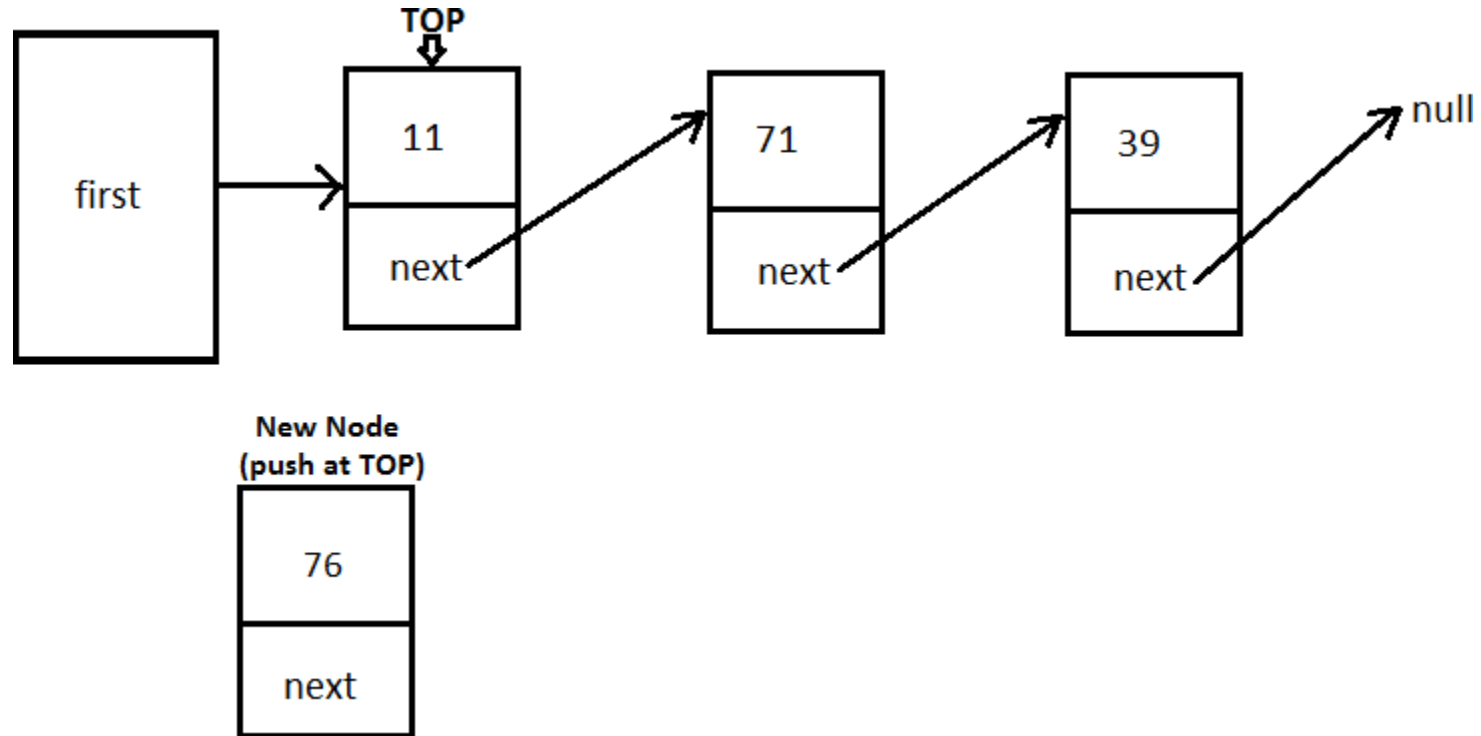 TOP
first
11
next
71
next
39
next
null
New Node
(push at TOP)
76
next